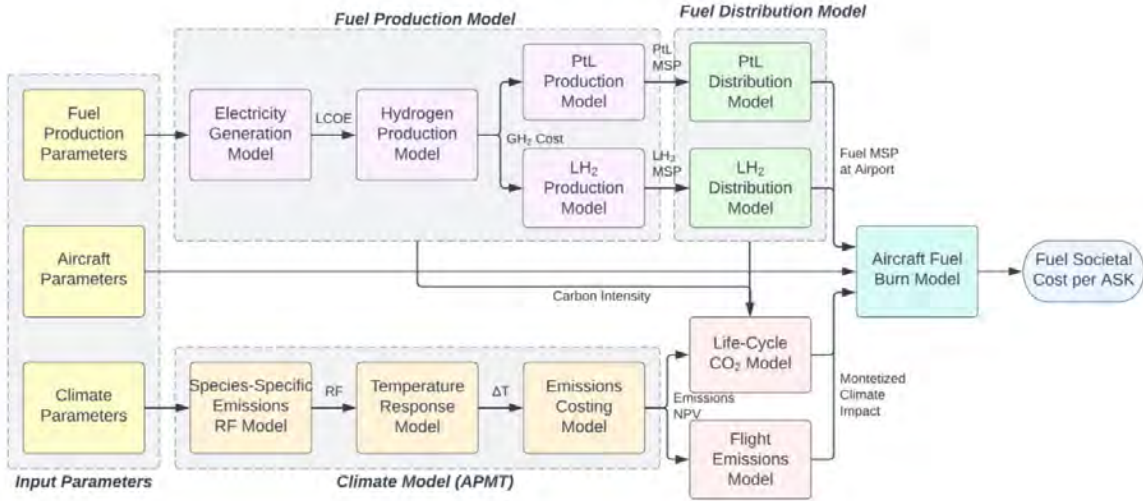 Fuel Production Model
Fuel Distribution Model
Fuel
Production
Parameters
Electricity
Generation
Model
LCOE
Hydrogen
Production
Model
GH₂ Cost
PtL
Production
Model
PtL
MSP
PtL
Distribution
Model
LH₂
Production
Model
LH₂
MSP
LH₂
Distribution
Model
Fuel MSP
at Airport
Aircraft
Parameters
Carbon Intensity
Aircraft Fuel
Burn Model
Fuel Societal
Cost per ASK
Climate
Parameters
Species-Specific
Emissions
RF Model
RF
Temperature
Response
Model
ΔT
Emissions
Costing
Model
Emissions
NPV
Life-Cycle
CO₂ Model
Flight
Emissions
Model
Montetized
Climate
Impact
Input Parameters
Climate Model (APMT)